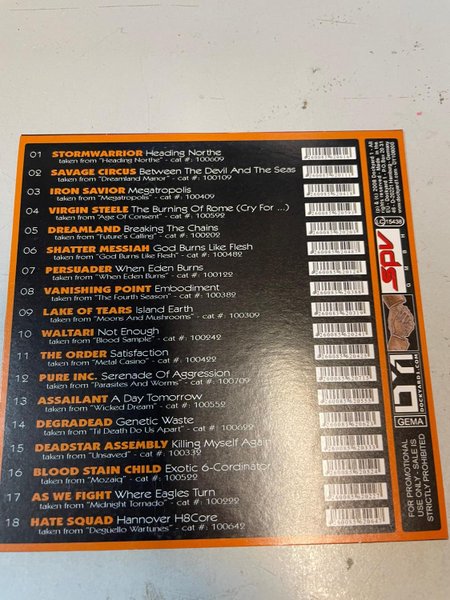 01 STORMWARRIOR Heading Northe
taken from "Heading Northe" - cat #: 100609
02 SAVAGE CIRCUS Between The Devil And The Seas
taken from "Dreamland Manor" - cat #: 100109
03 IRON SAVIOR Megatropolis
taken from "Megatropolis" - cat #: 100409
04 VIRGIN STEELE The Burning Of Rome (Cry For ...)
taken from "Age Of Consent" - cat #: 100592
05 DREAMLAND Breaking The Chains
taken from "Future's Calling" - cat #: 100202
06 SHATTER MESSIAH God Burns Like Flesh
taken from "God Burns Like Flesh" - cat #: 100482
07 PERSUADER When Eden Burns
taken from "When Eden Burns" - cat #: 100122
08 VANISHING POINT Embodiment
taken from "The Fourth Season" - cat #: 100382
09 LAKE OF TEARS Island Earth
taken from "Moons And Mushrooms" - cat #: 100309
10 WALTARI Not Enough
taken from "Blood Sample" - cat #: 100242
11 THE ORDER Satisfaction
taken from "Metal Casino" - cat #: 100422
12 PURE INC. Serenade Of Aggression
taken from "Parasites And Worms" - cat #: 100709
13 ASSAILANT A Day Tomorrow
taken from "Wicked Dream" - cat #: 100552
14 DEGRADEAD Genetic Waste
taken from "Til Death Do Us Apart" - cat #: 100622
15 DEADSTAR ASSEMBLY Killing Myself Again
taken from "Unsaved" - cat #: 100332
16 BLOOD STAIN CHILD Exotic 6-Cordinator
taken from "Mozaiq" - cat #: 100522
17 AS WE FIGHT Where Eagles Turn
taken from "Midnight Tornado" - cat #: 100222
18 HATE SQUAD Hannover H8Core
taken from "Degüello Wartunes" - cat #: 100642
LC 15438
SPV
GMBH
DY1
DOCKYARD1.COM
GEMA
FOR PROMOTIONAL
USE ONLY - SALE IS
STRICTLY PROHIBITED